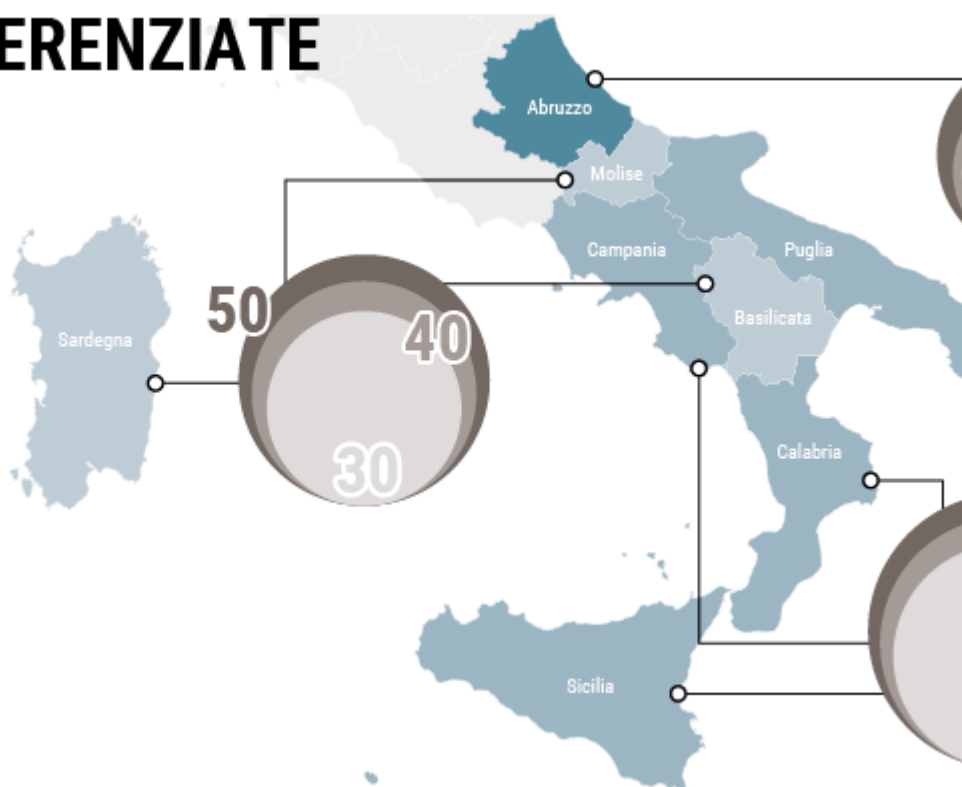 ERENZIATE
Abruzzo
Molise
Campania
Puglia
50
40
Basilicata
Sardegna
30
Calabria
Sicilia